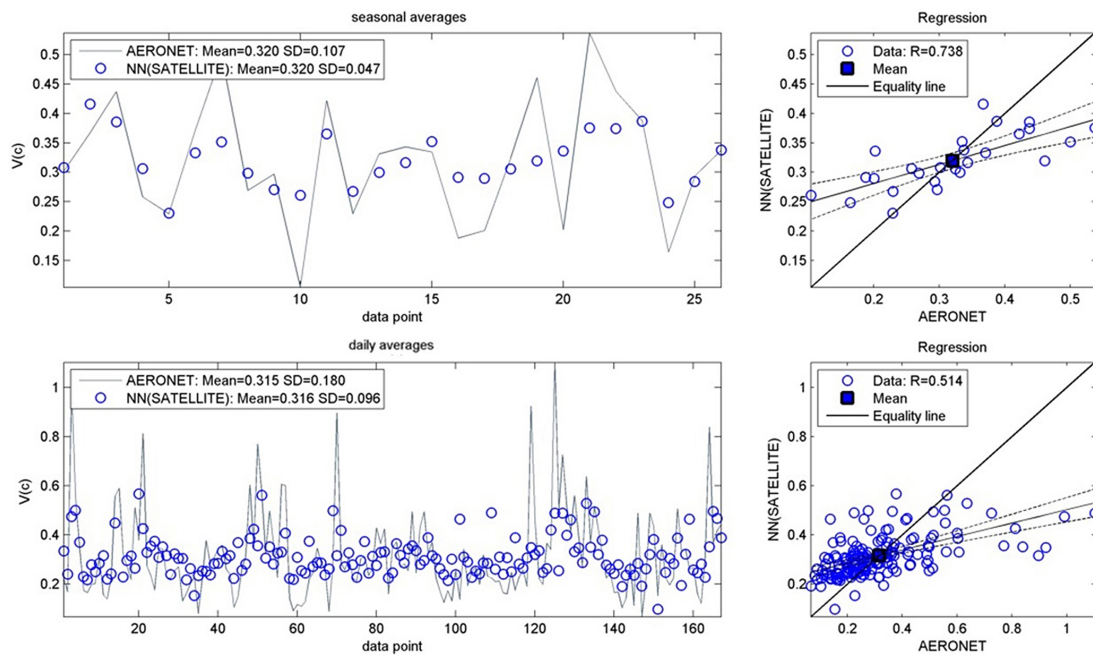 seasonal averages
AERONET: Mean=0.320 SD=0.107
NN(SATELLITE): Mean=0.320 SD=0.047
V(c)
0.5
0.45
0.4
0.35
0.3
0.25
0.2
0.15
5 10 15 20 25
data point
Regression
Data: R=0.738
Mean
Equality line
NN(SATELLITE)
0.5
0.45
0.4
0.35
0.3
0.25
0.2
0.15
0.2 0.3 0.4 0.5
AERONET
daily averages
AERONET: Mean=0.315 SD=0.180
NN(SATELLITE): Mean=0.316 SD=0.096
V(c)
1
0.8
0.6
0.4
0.2
20 40 60 80 100 120 140 160
data point
Regression
Data: R=0.514
Mean
Equality line
NN(SATELLITE)
1
0.8
0.6
0.4
0.2
0.2 0.4 0.6 0.8 1
AERONET